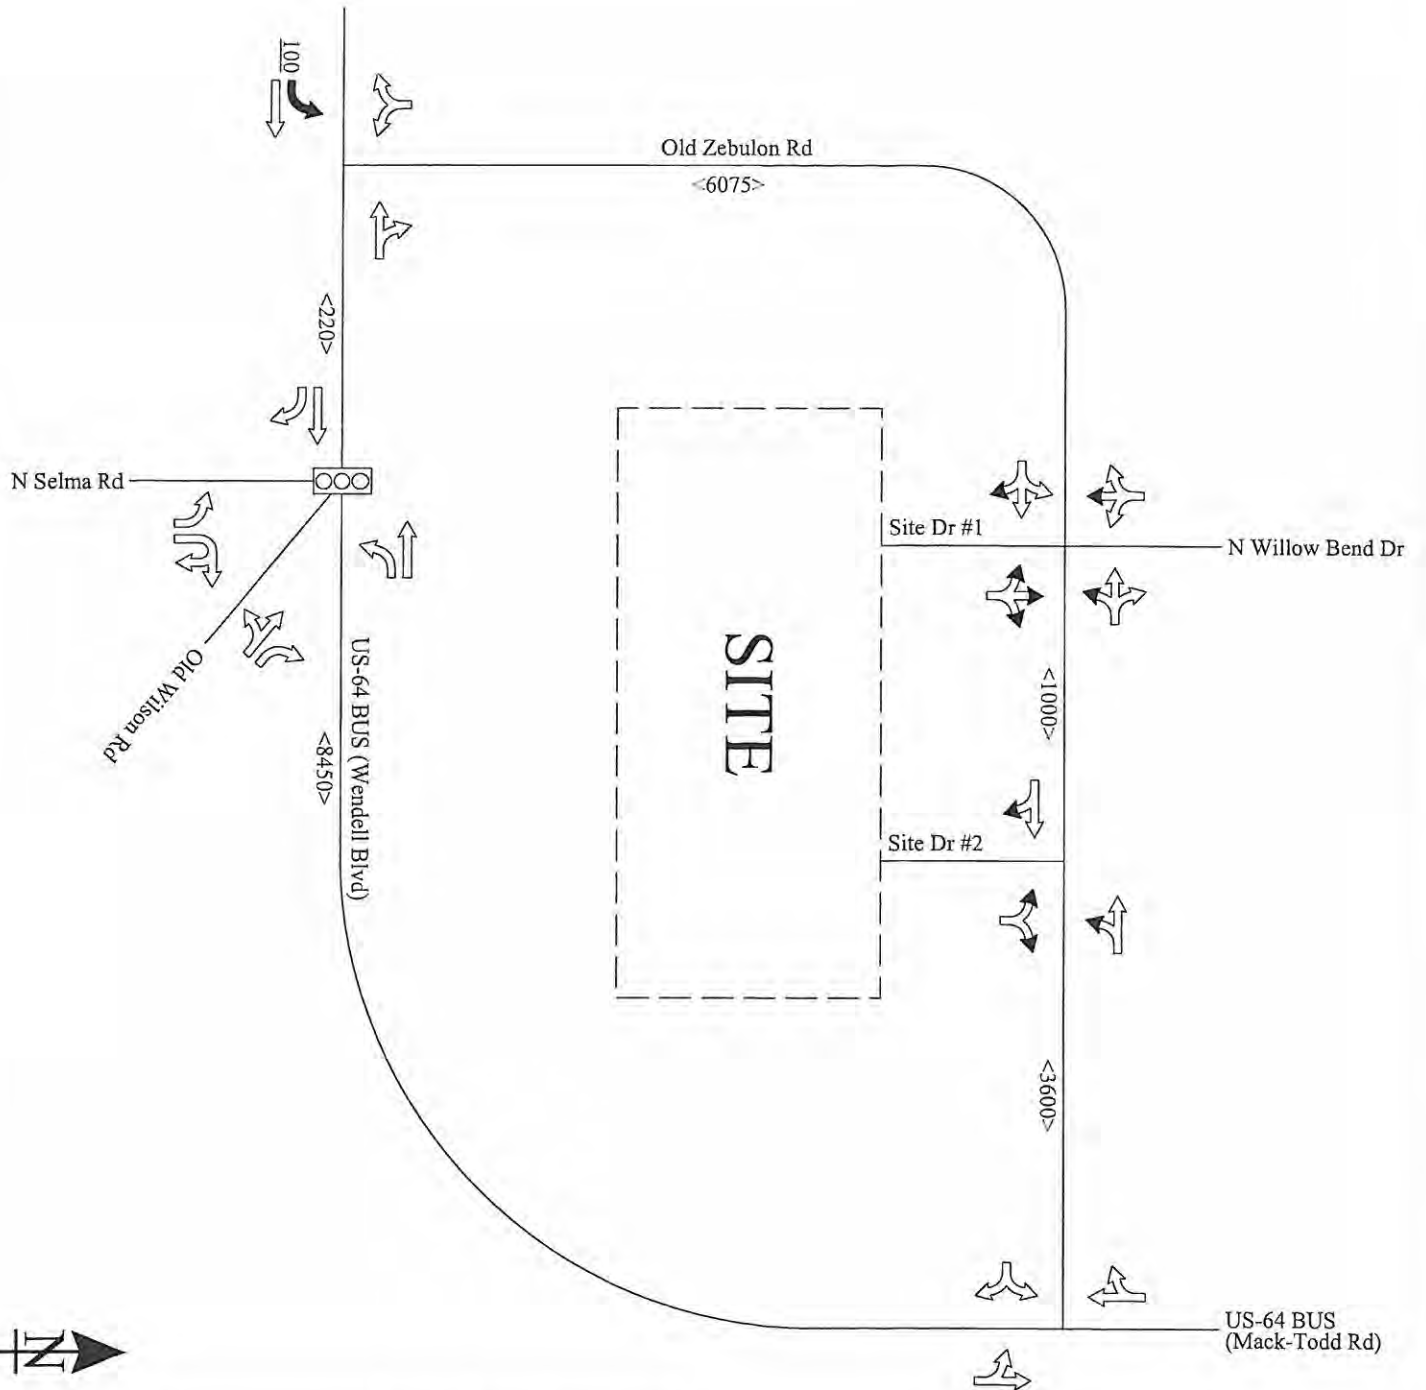 100
Old Zebulon Rd
<6075>
<220>
N Selma Rd
Site Dr #1
N Willow Bend Dr
SITE
Old Wilson Rd
US-64 BUS (Wendell Blvd)
<1000>
<8450>
Site Dr #2
<3600>
US-64 BUS
(Mack-Todd Rd)
N